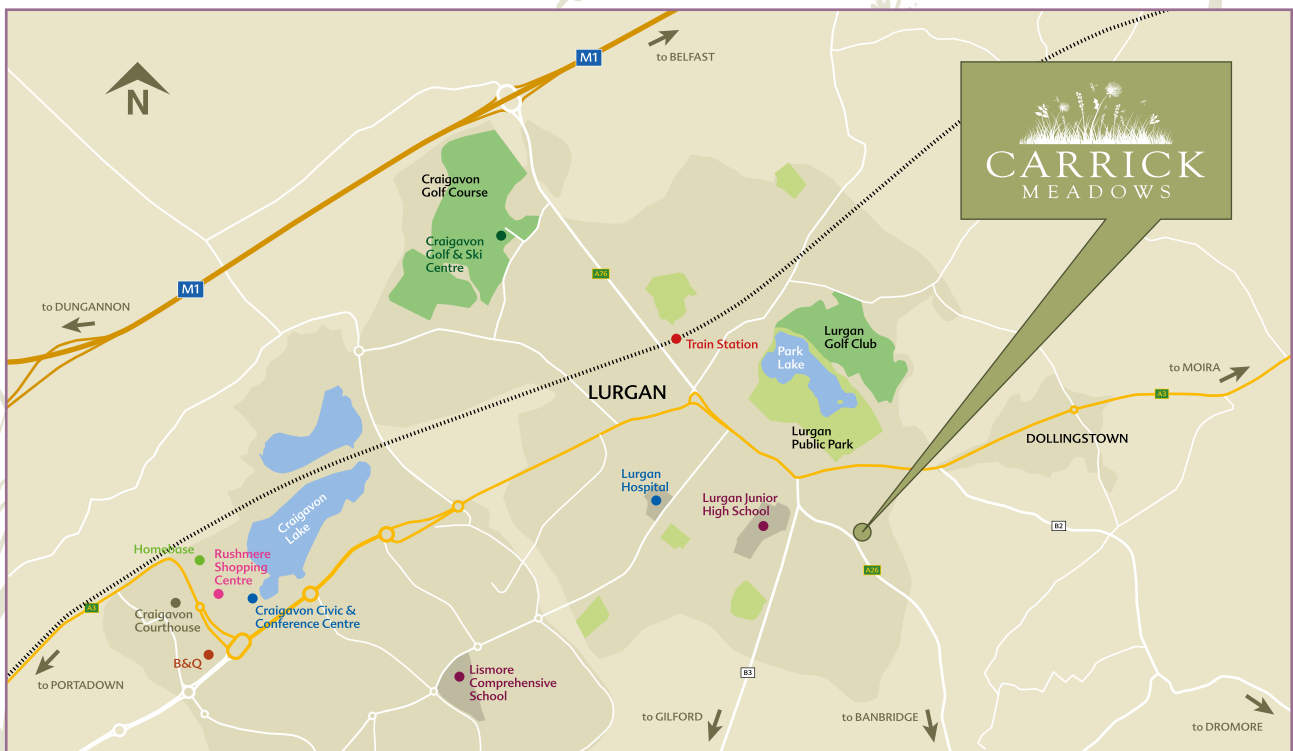 M1
to BELFAST
N
CARRICK
MEADOWS
Craigavon
Golf Course
Craigavon
Golf & Ski
Centre
A76
M1
to DUNGANNON
Train Station
Lurgan
Golf Club
Park
Lake
LURGAN
to MOIRA
A3
Lurgan
Public Park
DOLLINGSTOWN
Lurgan
Hospital
Lurgan Junior
High School
Craigavon
Lake
B2
Homebase
Rushmere
Shopping
Centre
A26
A3
Craigavon
Courthouse
Craigavon Civic &
Conference Centre
B&Q
to PORTADOWN
Lismore
Comprehensive
School
B3
to GILFORD
to BANBRIDGE
to DROMORE